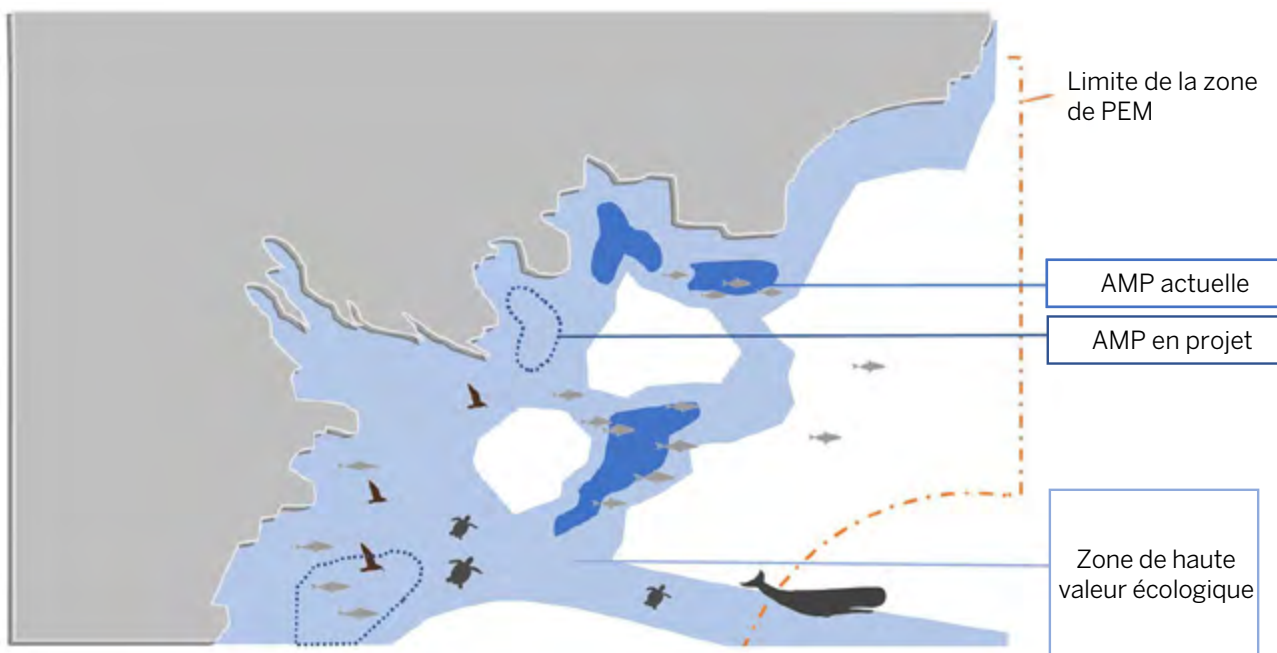 Limite de la zone
de PEM
AMP actuelle
AMP en projet
Zone de haute
valeur écologique